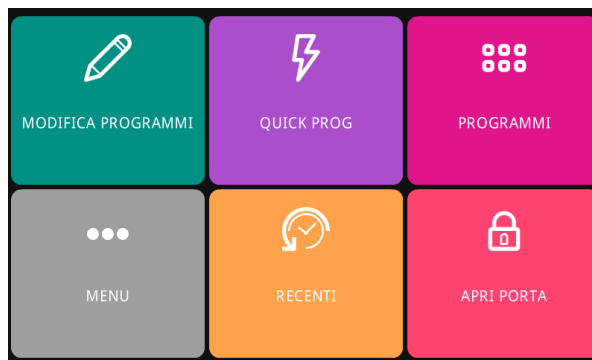 MODIFICA PROGRAMMI
QUICK PROG
PROGRAMMI
MENU
RECENTI
APRI PORTA